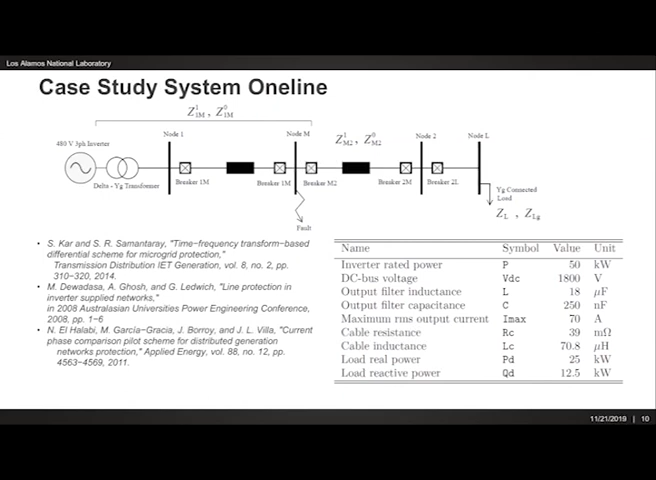 Los Alamos National Laboratory
Case Study System Oneline
Z¹1M , Z⁰1M
480 V 3ph Inverter
Node 1
Node M
Z¹M2 , Z⁰M2
Node 2
Node L
Delta - Yg Transformer
Breaker 1M
Breaker 1M
Breaker M2
Breaker 2M
Breaker 2L
Yg Connected
Load
ZL , ZLg
Fault
• S. Kar and S. R. Samantaray, "Time−frequency transform−based
differential scheme for microgrid protection,"
Transmission Distribution IET Generation, vol. 8, no. 2, pp.
310−320, 2014.
• M. Dewadasa, A. Ghosh, and G. Ledwich, "Line protection in
inverter supplied networks,"
in 2008 Australasian Universities Power Engineering Conference,
2008, pp. 1−6
• N. El Halabi, M. García−Gracia, J. Borroy, and J. L. Villa, "Current
phase comparison pilot scheme for distributed generation
networks protection," Applied Energy, vol. 88, no. 12, pp.
4563−4569, 2011.
Name Symbol Value Unit
Inverter rated power P 50 kW
DC-bus voltage Vdc 1800 V
Output filter inductance L 18 μF
Output filter capacitance C 250 nF
Maximum rms output current Imax 70 A
Cable resistance Rc 39 mΩ
Cable inductance Lc 70.8 μH
Load real power Pd 25 kW
Load reactive power Qd 12.5 kW
11/21/2019 | 10